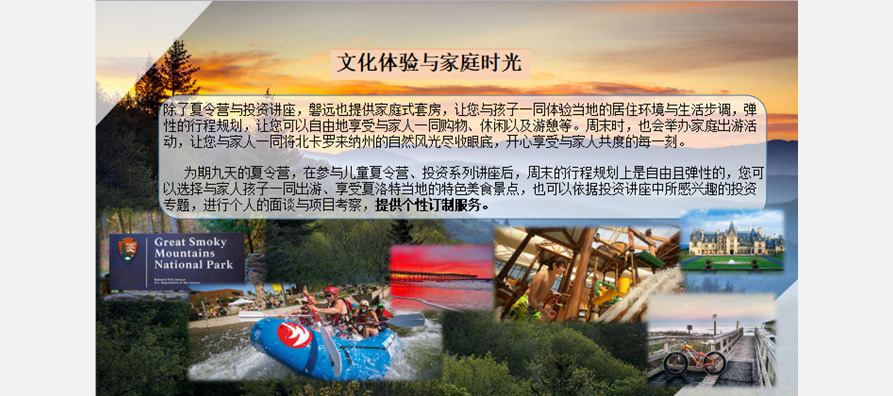 文化体验与家庭时光
除了夏令营与投资讲座，磐远也提供家庭式套房，让您与孩子一同体验当地的居住环境与生活步调，弹
性的行程规划，让您可以自由地享受与家人一同购物、休闲以及游憩等。周末时，也会举办家庭出游活
动，让您与家人一同将北卡罗来纳州的自然风光尽收眼底，开心享受与家人共度的每一刻。
为期九天的夏令营，在参与儿童夏令营、投资系列讲座后，周末的行程规划上是自由且弹性的，您可
以选择与家人孩子一同出游、享受夏洛特当地的特色美食景点，也可以依据投资讲座中所感兴趣的投资
专题，进行个人的面谈与项目考察，提供个性订制服务。
Great Smoky
Mountains
National Park
National Park Service
U.S. Department of the Interior